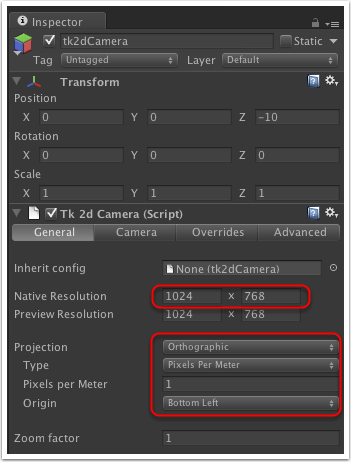 Inspector
tk2dCamera Static
Tag Untagged Layer Default
Transform
Position
X 0 Y 0 Z -10
Rotation
X 0 Y 0 Z 0
Scale
X 1 Y 1 Z 1
Tk 2d Camera (Script)
General Camera Overrides Advanced
Inherit config None (tk2dCamera)
Native Resolution 1024 x 768
Preview Resolution 1024 x 768
Projection Orthographic
Type Pixels Per Meter
Pixels per Meter 1
Origin Bottom Left
Zoom factor 1